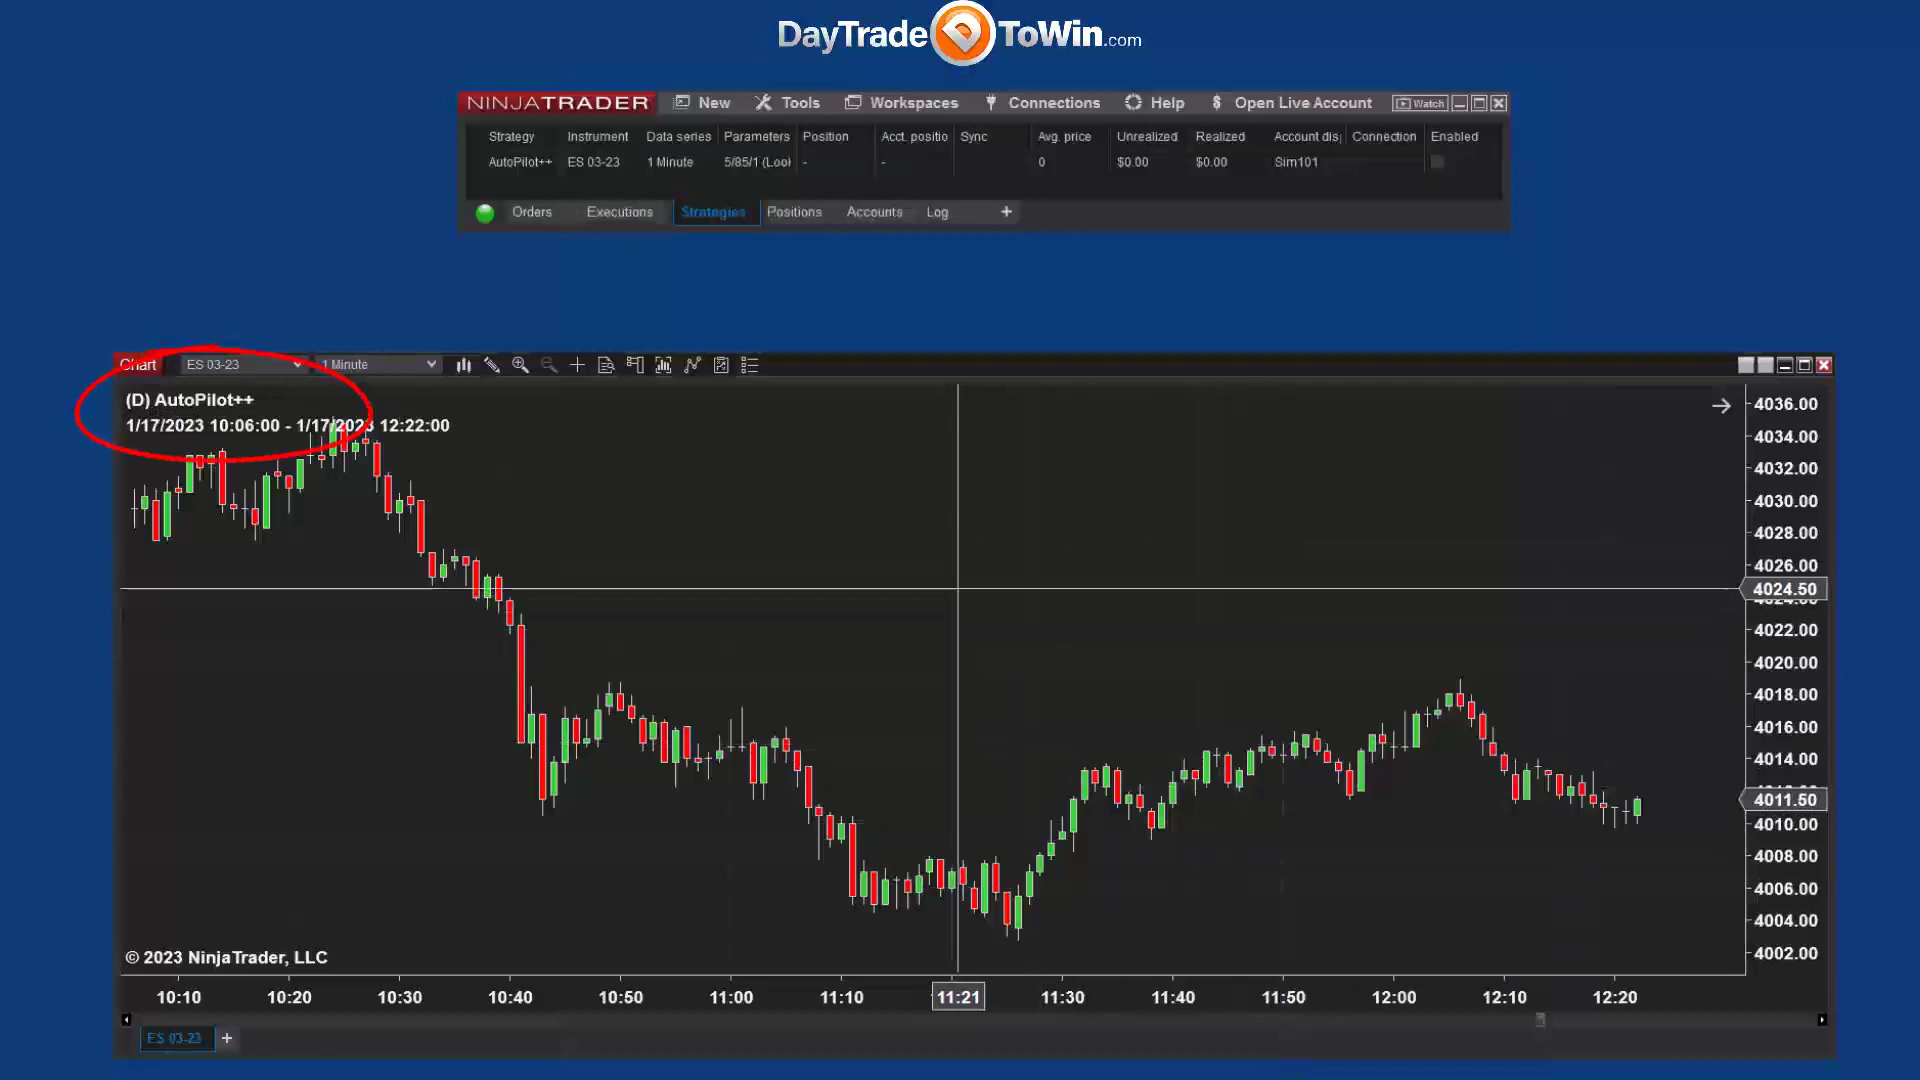 DayTrade ToWin.com
NINJATRADER New Tools Workspaces Connections Help $ Open Live Account Watch
Strategy Instrument Data series Parameters Position Acct. positio Sync Avg. price Unrealized Realized Account dis Connection Enabled
AutoPilot++ ES 03-23 1 Minute 5/85/1 (Lool - - 0 $0.00 $0.00 Sim101
Orders Executions Strategies Positions Accounts Log +
Chart ES 03-23 1 Minute
(D) AutoPilot++
1/17/2023 10:06:00 - 1/17/2023 12:22:00
4036.00
4034.00
4032.00
4030.00
4028.00
4026.00
4024.50
4022.00
4020.00
4018.00
4016.00
4014.00
4011.50
4010.00
4008.00
4006.00
4004.00
4002.00
© 2023 NinjaTrader, LLC
10:10 10:20 10:30 10:40 10:50 11:00 11:10 11:21 11:30 11:40 11:50 12:00 12:10 12:20
ES 03-23 +